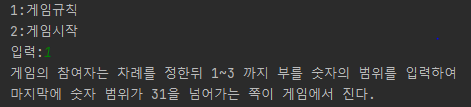 1:게임규칙
2:게임시작
입력:1
게임의 참여자는 차례를 정한뒤 1~3 까지 부를 숫자의 범위를 입력하여
마지막에 숫자 범위가 31을 넘어가는 쪽이 게임에서 진다.